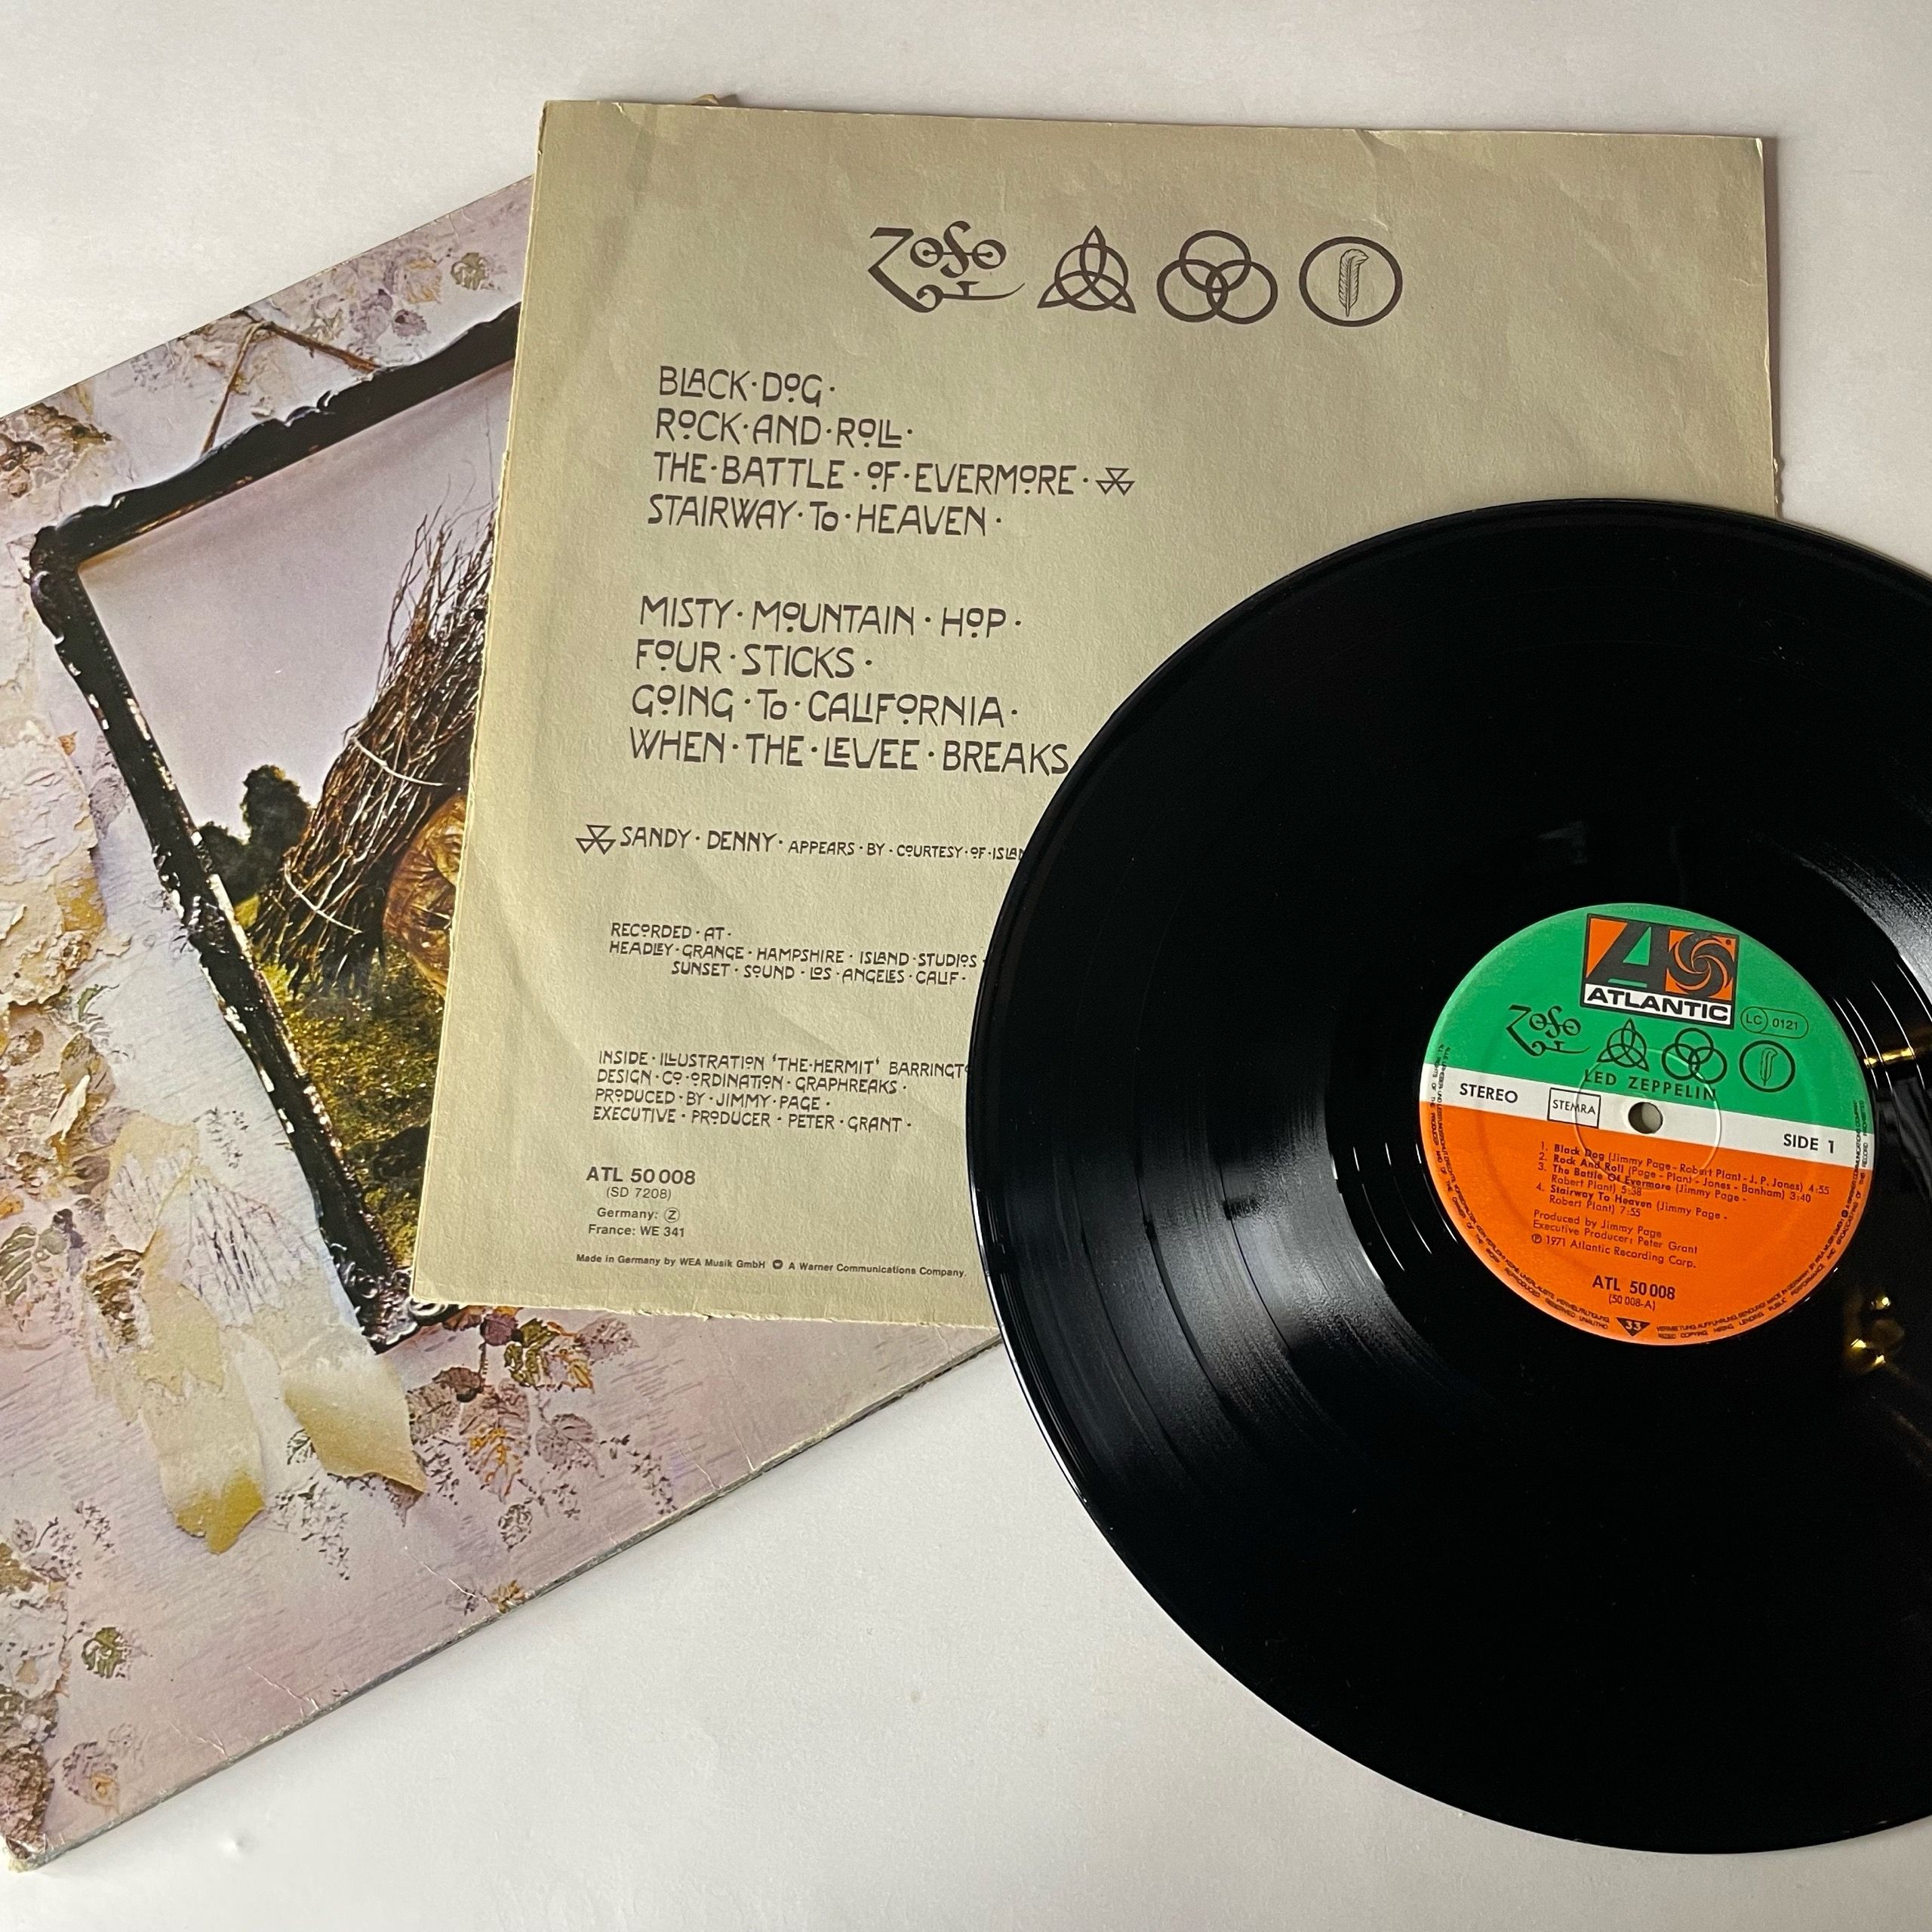 Zoso
BLACK·DOG·
ROCK·AND·ROLL·
THE·BATTLE·OF·EVERMORE·
STAIRWAY·TO·HEAVEN·
MISTY·MOUNTAIN·HOP·
FOUR·STICKS·
GOING·TO·CALIFORNIA·
WHEN·THE·LEVEE·BREAKS
SANDY·DENNY·APPEARS·BY·COURTESY·OF·
RECORDED·AT·
HEADLEY·GRANGE·HAMPSHIRE·ISLAND·STUDIOS·
SUNSET·SOUND·LOS·ANGELES·CALIF·
INSIDE·ILLUSTRATION 'THE·HERMIT'
DESIGN·CO·ORDINATION·GRAPHREAKS·
PRODUCED·BY·JIMMY·PAGE·
EXECUTIVE·PRODUCER·PETER·GRANT·
ATL 50 008
(SD 7208)
Germany: Z
France: WE 341
Made in Germany by WEA Musik GmbH A Warner Communications Company.
ATLANTIC
LC 0121
Zoso
LED ZEPPELIN
STEREO
STEMRA
SIDE 1
1. Black Dog (Jimmy Page - Robert Plant - J. P. Jones) 4:55
2. Rock And Roll (Page - Plant - Jones - Bonham) 3:40
3. The Battle Of Evermore (Jimmy Page -
Robert Plant) 5:38
4. Stairway To Heaven (Jimmy Page -
Robert Plant) 7:55
Produced by Jimmy Page
Executive Producer: Peter Grant
℗ 1971 Atlantic Recording Corp.
ATL 50 008
(50 008-A)
33